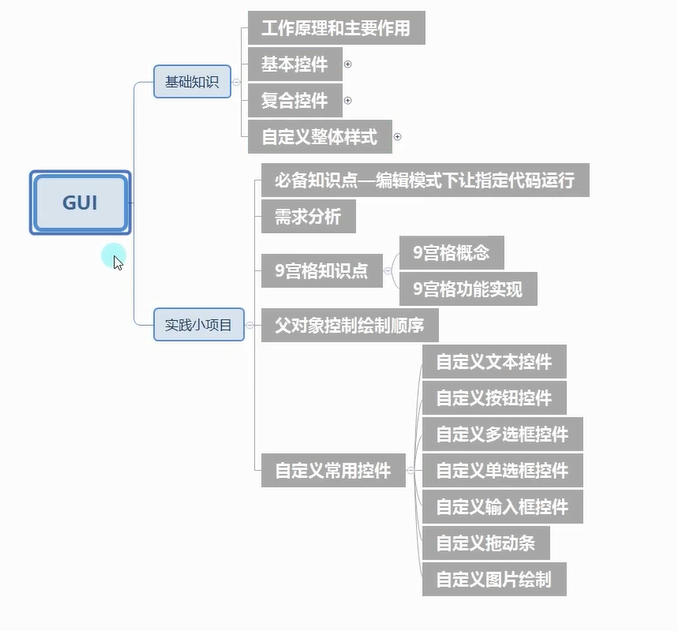 GUI
基础知识
工作原理和主要作用
基本控件
复合控件
自定义整体样式
实践小项目
必备知识点—编辑模式下让指定代码运行
需求分析
9宫格知识点
9宫格概念
9宫格功能实现
父对象控制绘制顺序
自定义常用控件
自定义文本控件
自定义按钮控件
自定义多选框控件
自定义单选框控件
自定义输入框控件
自定义拖动条
自定义图片绘制